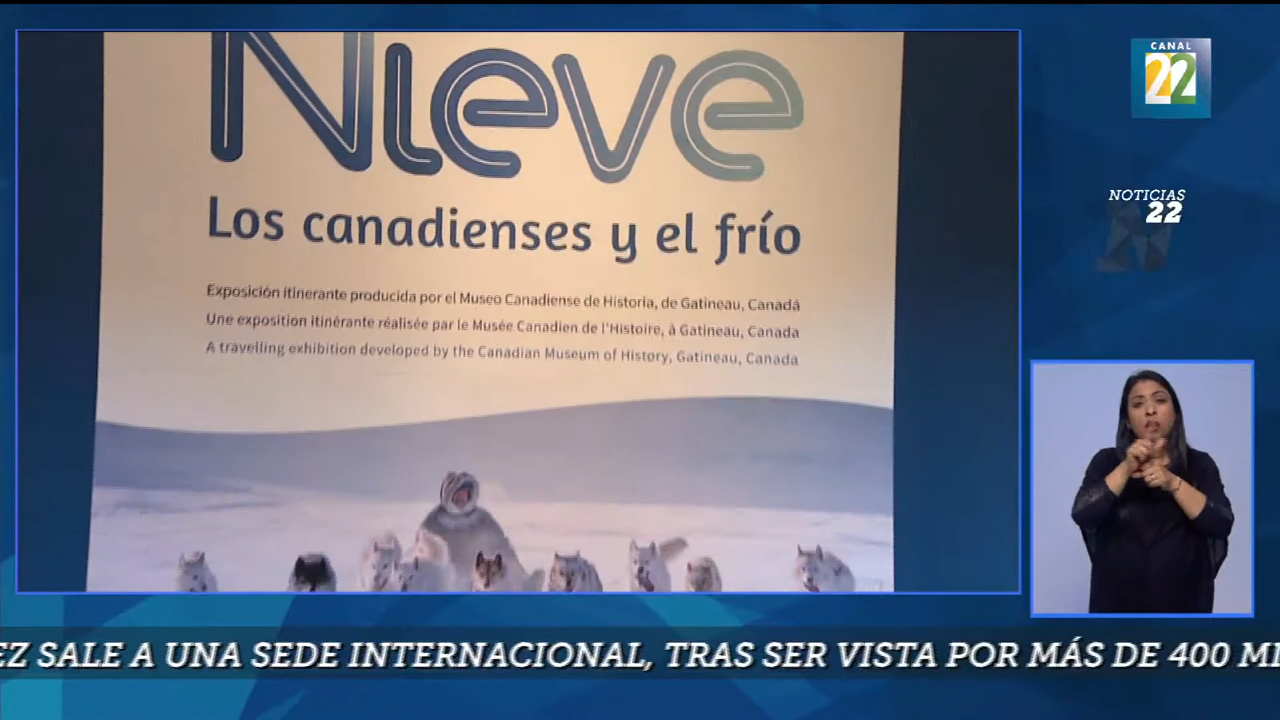 Nieve
Los canadienses y el frío
Exposición itinerante producida por el Museo Canadiense de Historia, de Gatineau, Canadá
Une exposition itinérante réalisée par le Musée Canadien de l'Histoire, à Gatineau, Canada
A travelling exhibition developed by the Canadian Museum of History, Gatineau, Canada
CANAL
22
NOTICIAS
22
EZ SALE A UNA SEDE INTERNACIONAL, TRAS SER VISTA POR MÁS DE 400 MI